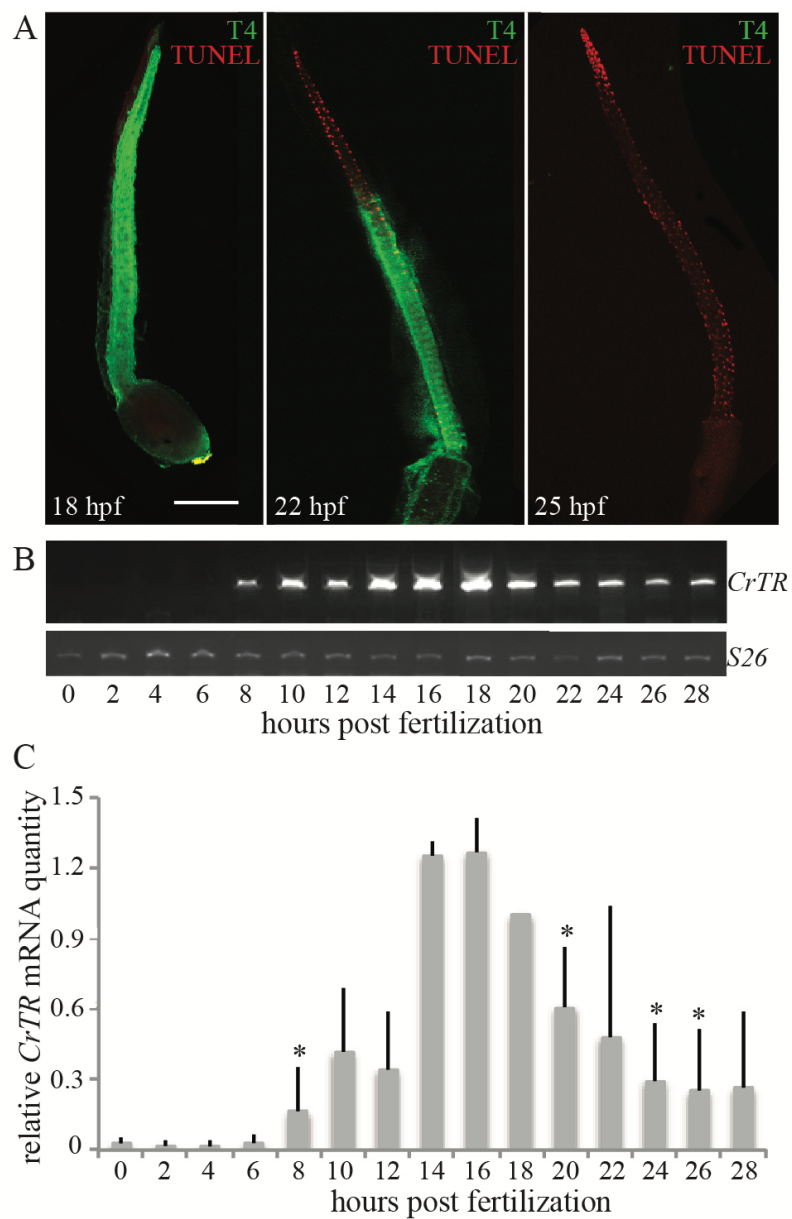 A
T4
TUNEL
18 hpf
T4
TUNEL
22 hpf
T4
TUNEL
25 hpf
B
CrTR
S26
0 2 4 6 8 10 12 14 16 18 20 22 24 26 28
hours post fertilization
C
relative CrTR mRNA quantity
1.5
1.2
0.9
0.6
0.3
0
* * * *
0 2 4 6 8 10 12 14 16 18 20 22 24 26 28
hours post fertilization